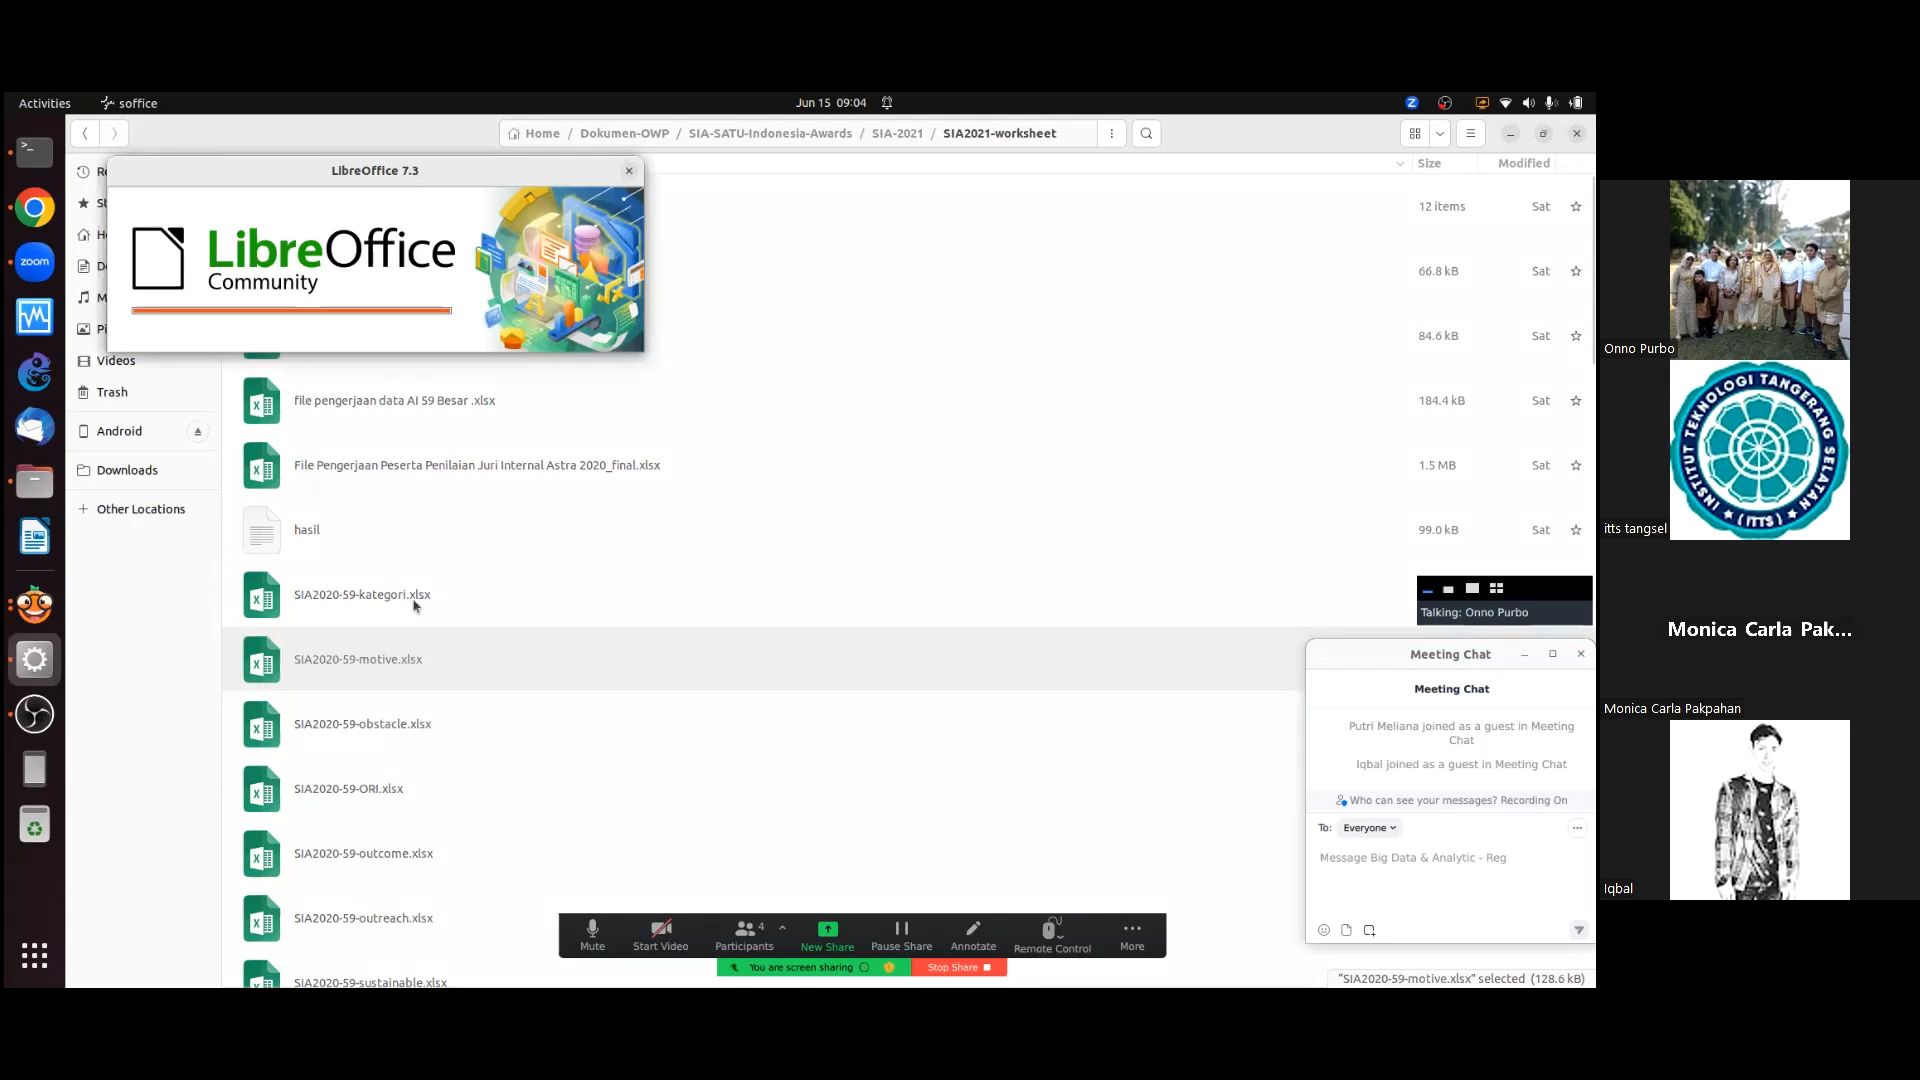 Activities
soffice
Jun 15 09:04
Home / Dokumen-OWP / SIA-SATU-Indonesia-Awards / SIA-2021 / SIA2021-worksheet
Size
Modified
LibreOffice 7.3
LibreOffice
Community
Re
St
H
D
M
Pi
Videos
Trash
Android
Downloads
+ Other Locations
zoom
12 items Sat
66.8 kB Sat
84.6 kB Sat
file pengerjaan data AI 59 Besar .xlsx 184.4 kB Sat
File Pengerjaan Peserta Penilaian Juri Internal Astra 2020_final.xlsx 1.5 MB Sat
hasil 99.0 kB Sat
SIA2020-59-kategori.xlsx
SIA2020-59-motive.xlsx
SIA2020-59-obstacle.xlsx
SIA2020-59-ORI.xlsx
SIA2020-59-outcome.xlsx
SIA2020-59-outreach.xlsx
SIA2020-59-sustainable.xlsx
Talking: Onno Purbo
Meeting Chat
Meeting Chat
Putri Meliana joined as a guest in Meeting
Chat
Iqbal joined as a guest in Meeting Chat
Who can see your messages? Recording On
To: Everyone
Message Big Data & Analytic - Reg
Mute
Start Video
4
Participants
New Share
Pause Share
Annotate
Remote Control
More
You are screen sharing
Stop Share
"SIA2020-59-motive.xlsx" selected (128.6 kB)
Onno Purbo
INSTITUT TEKNOLOGI TANGERANG SELATAN
(ITTS)
itts tangsel
Monica Carla Pak...
Monica Carla Pakpahan
Iqbal